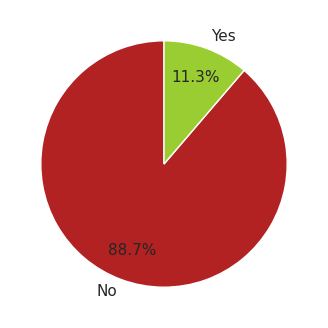 Yes
11.3%
88.7%
No